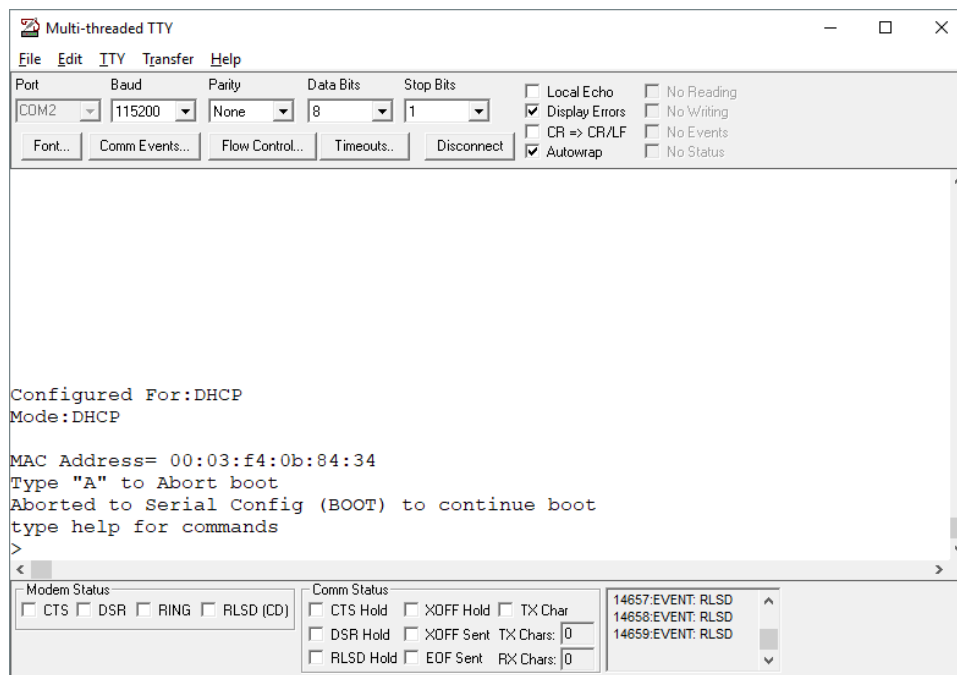 Multi-threaded TTY
File Edit TTY Transfer Help
Port Baud Parity Data Bits Stop Bits
COM2 115200 None 8 1
Local Echo No Reading
Display Errors No Writing
CR => CR/LF No Events
Autowrap No Status
Font... Comm Events... Flow Control... Timeouts.. Disconnect
Configured For:DHCP
Mode:DHCP
MAC Address= 00:03:f4:0b:84:34
Type "A" to Abort boot
Aborted to Serial Config (BOOT) to continue boot
type help for commands
>
Modem Status
CTS DSR RING RLSD (CD)
Comm Status
CTS Hold XOFF Hold TX Char
DSR Hold XOFF Sent TX Chars: 0
RLSD Hold EOF Sent RX Chars: 0
14657:EVENT: RLSD
14658:EVENT: RLSD
14659:EVENT: RLSD